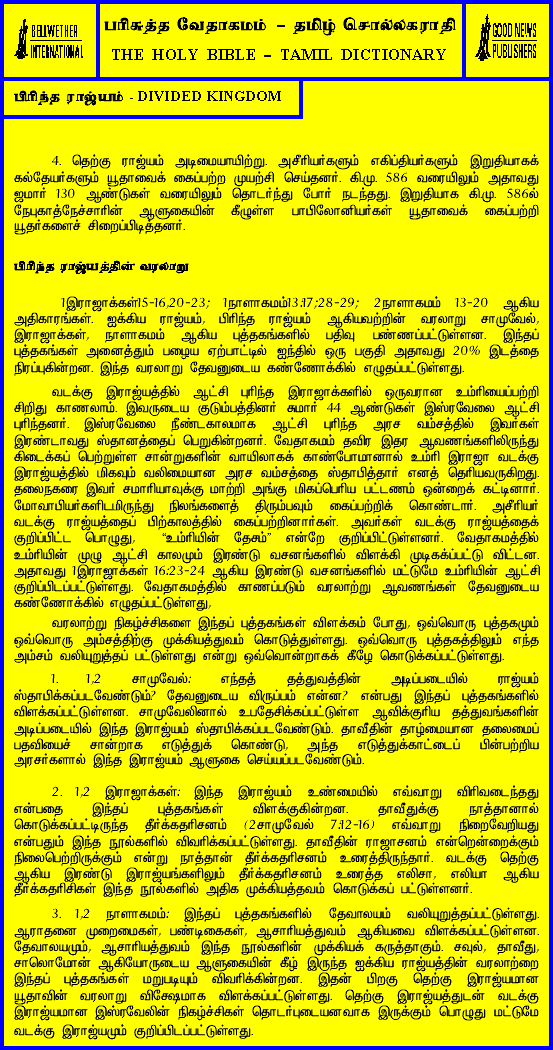 BELLWETHER
INTERNATIONAL
பரிசுத்த வேதாகமம் – தமிழ் சொல்லகராதி
THE HOLY BIBLE – TAMIL DICTIONARY
GOOD NEWS
PUBLISHERS
பிரிந்த ராஜ்யம் - DIVIDED KINGDOM
4. தெற்கு ராஜ்யம் அடிமையாயிற்று. அசீரியர்களும் எகிப்தியர்களும் இறுதியாகக்
கல்தேயர்களும் யூதாவைக் கைப்பற்ற முயற்சி செய்தனர். கி.மு. 586 வரையிலும் அதாவது
ஜமார் 130 ஆண்டுகள் வரையிலும் தொடர்ந்து போர் நடந்தது. இறுதியாக கி.மு. 586ல்
நேபுகாத்நேச்சாரின் ஆளுகையின் கீழுள்ள பாபிலோனியர்கள் யூதாவைக் கைப்பற்றி
யூதர்களைச் சிறைப்பிடித்தனர்.
பிரிந்த ராஜ்யத்தின் வரலாறு
1இராஜாக்கள்15-16,20-23; 1நாளாகமம்13:17;28-29; 2நாளாகமம் 13-20 ஆகிய
அதிகாரங்கள். ஐக்கிய ராஜ்யம், பிரிந்த ராஜ்யம் ஆகியவற்றின் வரலாறு சாமுவேல்,
இராஜாக்கள், நாளாகமம் ஆகிய புத்தகங்களில் பதிவு பண்ணப்பட்டுள்ளன. இந்தப்
புத்தகங்கள் அனைத்தும் பழைய ஏற்பாட்டில் ஐந்தில் ஒரு பகுதி அதாவது 20% இடத்தை
நிரப்புகின்றன. இந்த வரலாறு தேவனுடைய கண்ணோக்கில் எழுதப்பட்டுள்ளது.
வடக்கு இராஜ்யத்தில் ஆட்சி புரிந்த இராஜாக்களில் ஒருவரான உம்ரியைப்பற்றி
சிறிது காணலாம். இவருடைய குடும்பத்தினர் சுமார் 44 ஆண்டுகள் இஸ்ரவேலை ஆட்சி
புரிந்தனர். இஸ்ரவேலை நீண்டகாலமாக ஆட்சி புரிந்த அரச வம்சத்தில் இவர்கள்
இரண்டாவது ஸ்தானத்தைப் பெறுகின்றனர். வேதாகமம் தவிர இதர ஆவணங்களிலிருந்து
கிடைக்கப் பெற்றுள்ள சான்றுகளின் வாயிலாகக் காண்போமானால் உம்ரி இராஜா வடக்கு
இராஜ்யத்தில் மிகவும் வலிமையான அரச வம்சத்தை ஸ்தாபித்தார் எனத் தெரியவருகிறது.
தலைநகரை இவர் சமாரியாவுக்கு மாற்றி அங்கு மிகப்பெரிய பட்டணம் ஒன்றைக் கட்டினார்.
மோவாபியர்களிடமிருந்து நிலங்களைத் திரும்பவும் கைப்பற்றிக் கொண்டார். அசீரியர்
வடக்கு ராஜ்யத்தைப் பிற்காலத்தில் கைப்பற்றினார்கள். அவர்கள் வடக்கு ராஜ்யத்தைக்
குறிப்பிட்ட பொழுது, “உம்ரியின் தேசம்” என்றே குறிப்பிட்டுள்ளனர். வேதாகமத்தில்
உம்ரியின் முழு ஆட்சி காலமும் இரண்டு வசனங்களில் விளக்கி முடிக்கப்பட்டு விட்டன.
அதாவது 1இராஜாக்கள் 16:23-24 ஆகிய இரண்டு வசனங்களில் மட்டுமே உம்ரியின் ஆட்சி
குறிப்பிடப்பட்டுள்ளது. வேதாகமத்தில் காணப்படும் வரலாற்று ஆவணங்கள் தேவனுடைய
கண்ணோக்கில் எழுதப்பட்டுள்ளது,
வரலாற்று நிகழ்ச்சிகளை இந்தப் புத்தகங்கள் விளக்கம் போது, ஒவ்வொரு புத்தகமும்
ஒவ்வொரு அம்சத்திற்கு முக்கியத்துவம் கொடுத்துள்ளது. ஒவ்வொரு புத்தகத்திலும் எந்த
அம்சம் வலியுறுத்தப் பட்டுள்ளது என்று ஒவ்வொன்றாகக் கீழே கொடுக்கப்பட்டுள்ளது.
1. 1,2 சாமுவேல்: எந்தத் தத்துவத்தின் அடிப்படையில் ராஜ்யம்
ஸ்தாபிக்கப்படவேண்டும்? தேவனுடைய விருப்பம் என்ன? என்பது இந்தப் புத்தகங்களில்
விளக்கப்பட்டுள்ளன. சாமுவேலினால் உபதேசிக்கப்பட்டுள்ள ஆவிக்குரிய தத்துவங்களின்
அடிப்படையில் இந்த இராஜ்யம் ஸ்தாபிக்கப்படவேண்டும். தாவீதின் தாழ்மையான தலைமைப்
பதவியைச் சான்றாக எடுத்துக் கொண்டு, அந்த எடுத்துக்காட்டைப் பின்பற்றிய
அரசர்களால் இந்த இராஜ்யம் ஆளுகை செய்யப்படவேண்டும்.
2. 1,2 இராஜாக்கள்: இந்த இராஜ்யம் உண்மையில் எவ்வாறு விரிவடைந்தது
என்பதை இந்தப் புத்தகங்கள் விளக்குகின்றன. தாவீதுக்கு நாத்தானால்
கொடுக்கப்பட்டிருந்த தீர்க்கதரிசனம் (2சாமுவேல் 7:12-16) எவ்வாறு நிறைவேறியது
என்பதும் இந்த நூல்களில் விவரிக்கப்பட்டுள்ளது. தாவீதின் ராஜாசனம் என்றென்றைக்கும்
நிலைபெற்றிருக்கும் என்று நாத்தான் தீர்க்கதரிசனம் உரைத்திருந்தார். வடக்கு தெற்கு
ஆகிய இரண்டு இராஜ்யங்களிலும் தீர்க்கதரிசனம் உரைத்த எலிசா, எலியா ஆகிய
தீர்க்கதரிசிகள் இந்த நூல்களில் அதிக முக்கியத்தவம் கொடுக்கப் பட்டுள்ளனர்.
3. 1,2 நாளாகமம்: இந்தப் புத்தகங்களில் தேவாலயம் வலியுறுத்தப்பட்டுள்ளது.
ஆராதனை முறைமைகள், பண்டிகைகள், ஆசாரியத்துவம் ஆகியவை விளக்கப்பட்டுள்ளன.
தேவாலயமும், ஆசாரியத்துவம் இந்த நூல்களின் முக்கியக் கருத்தாகும். சவுல், தாவீது,
சாலொமோன் ஆகியோருடைய ஆளுகையின் கீழ் இருந்த ஐக்கிய ராஜ்யத்தின் வரலாற்றை
இந்தப் புத்தகங்கள் மறுபடியும் விவரிக்கின்றன. இதன் பிறகு தெற்கு இராஜ்யமான
யூதாவின் வரலாறு விசேஷமாக விளக்கப்பட்டுள்ளது. தெற்கு இராஜ்யத்துடன் வடக்கு
இராஜ்யமான இஸ்ரவேலின் நிகழ்ச்சிகள் தொடர்புடையனவாக இருக்கும் பொழுது மட்டுமே
வடக்கு இராஜ்யமும் குறிப்பிடப்பட்டுள்ளது.